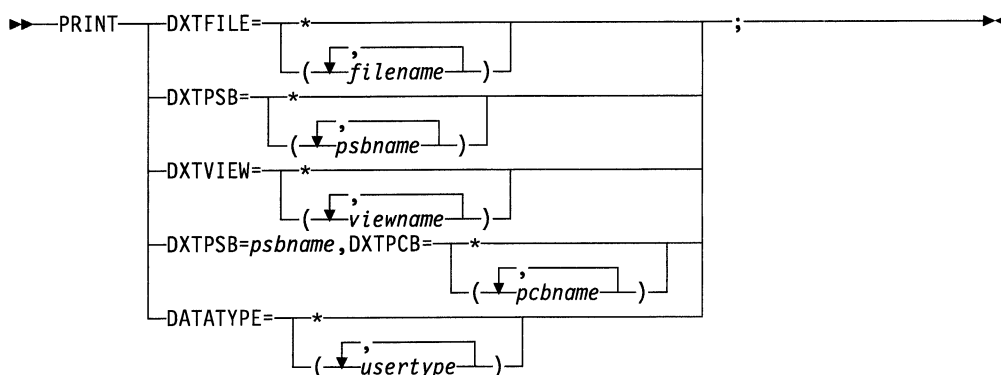 PRINT DXTFILE= * ;
,
( filename )
DXTPSB= *
,
( psbname )
DXTVIEW= *
,
( viewname )
DXTPSB=psbname,DXTPCB= *
,
( pcbname )
DATATYPE= *
,
( usertype )